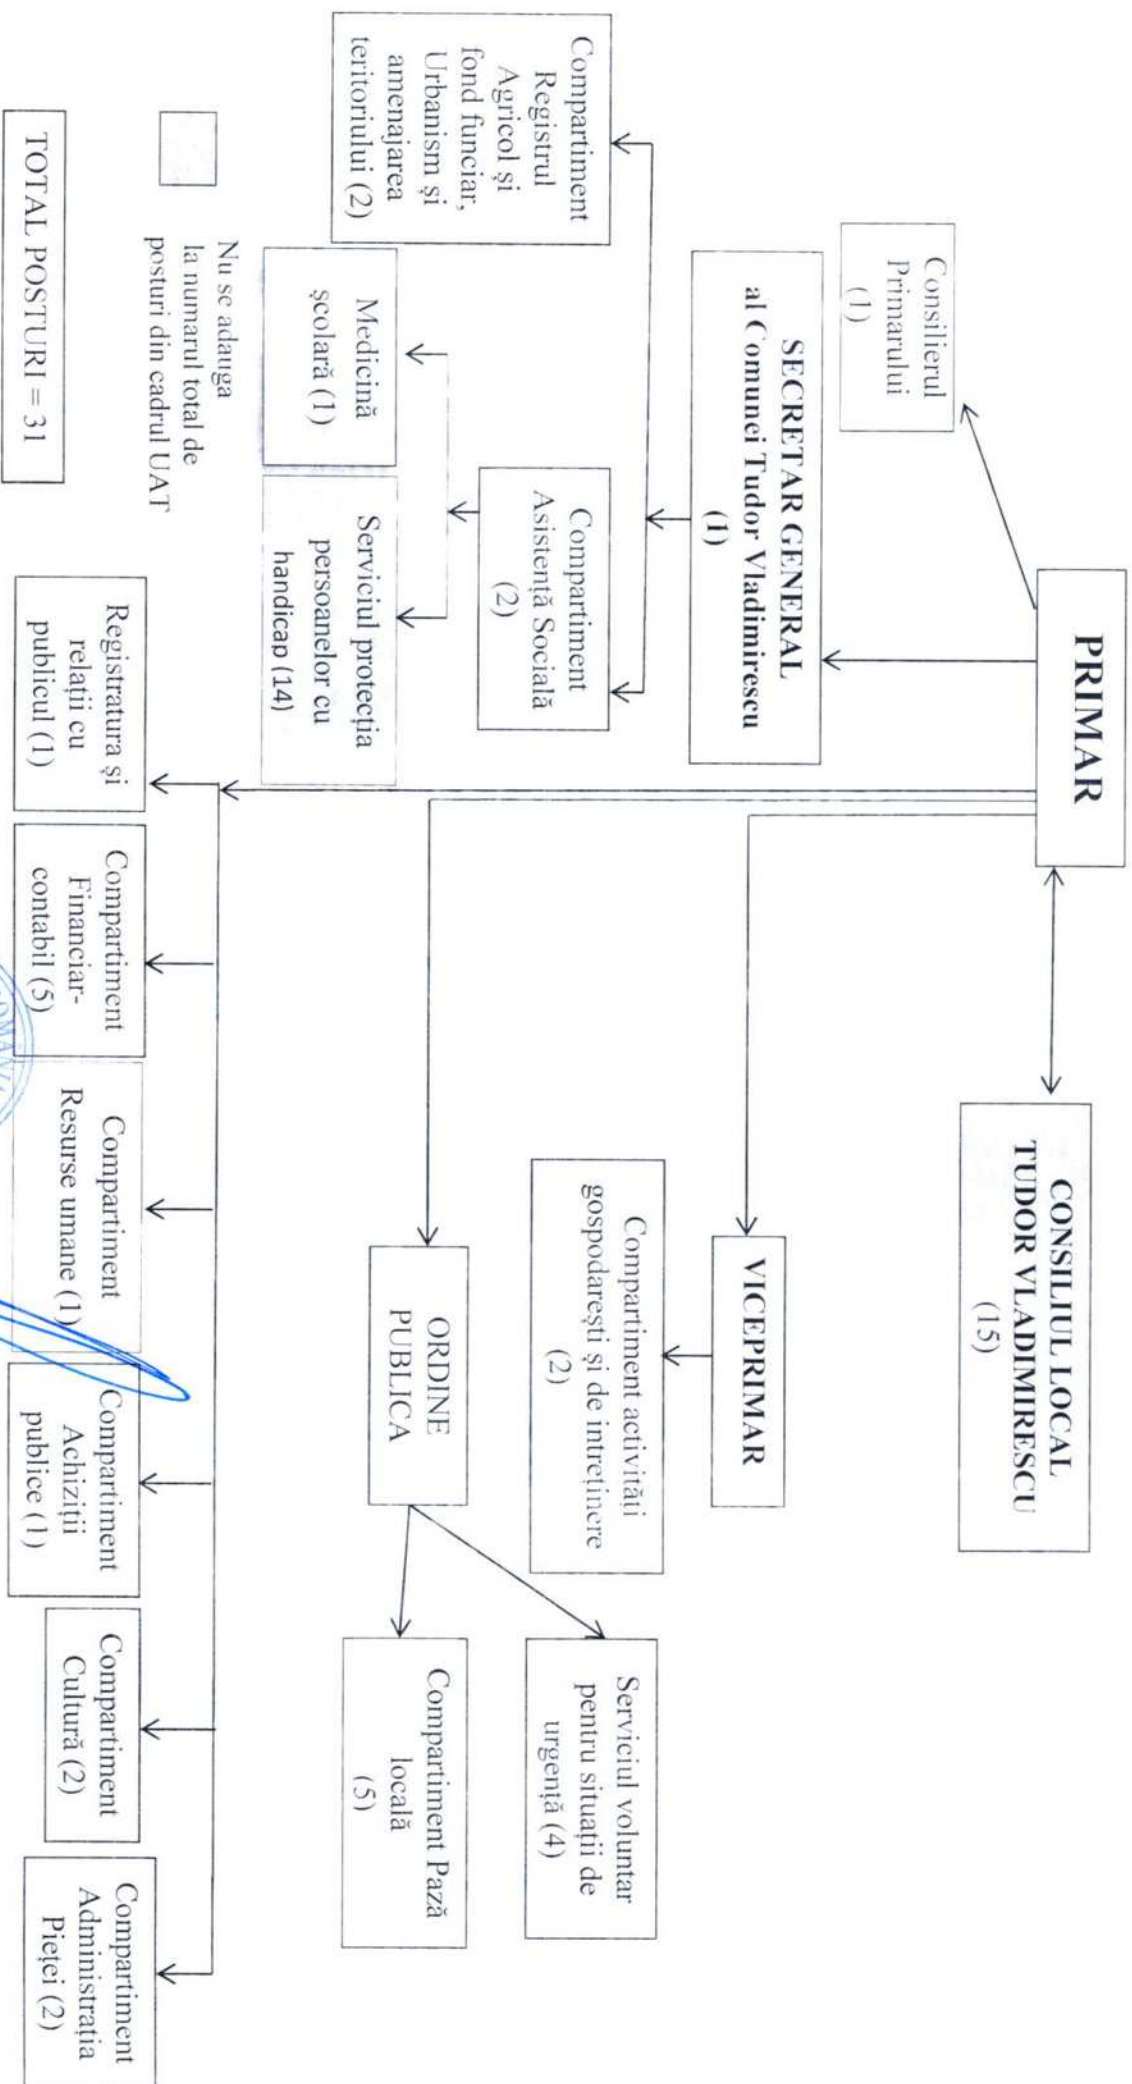 PRIMAR
CONSILIUL LOCAL
TUDOR VLADIMIRESCU
(15)
Consilierul
Primarului
(1)
SECRETAR GENERAL
al Comunei Tudor Vladimirescu
(1)
VICEPRIMAR
Compartiment
Registrul
Agricol și
fond funciar,
Urbanism și
amenajarea
teritoriului (2)
Compartiment
Asistență Socială
(2)
Compartiment activități
gospodarești și de intreținere
(2)
Serviciul voluntar
pentru situații de
urgență (4)
Medicină
școlară (1)
Serviciul protecția
persoanelor cu
handicap (14)
ORDINE
PUBLICA
Compartiment Pază
locală
(5)
Nu se adauga
la numarul total de
posturi din cadrul UAT
Registratura și
relații cu
publicul (1)
Compartiment
Financiar-
contabil (5)
Compartiment
Resurse umane (1)
Compartiment
Achiziții
publice (1)
Compartiment
Cultură (2)
Compartiment
Administrația
Pieței (2)
TOTAL POSTURI = 31